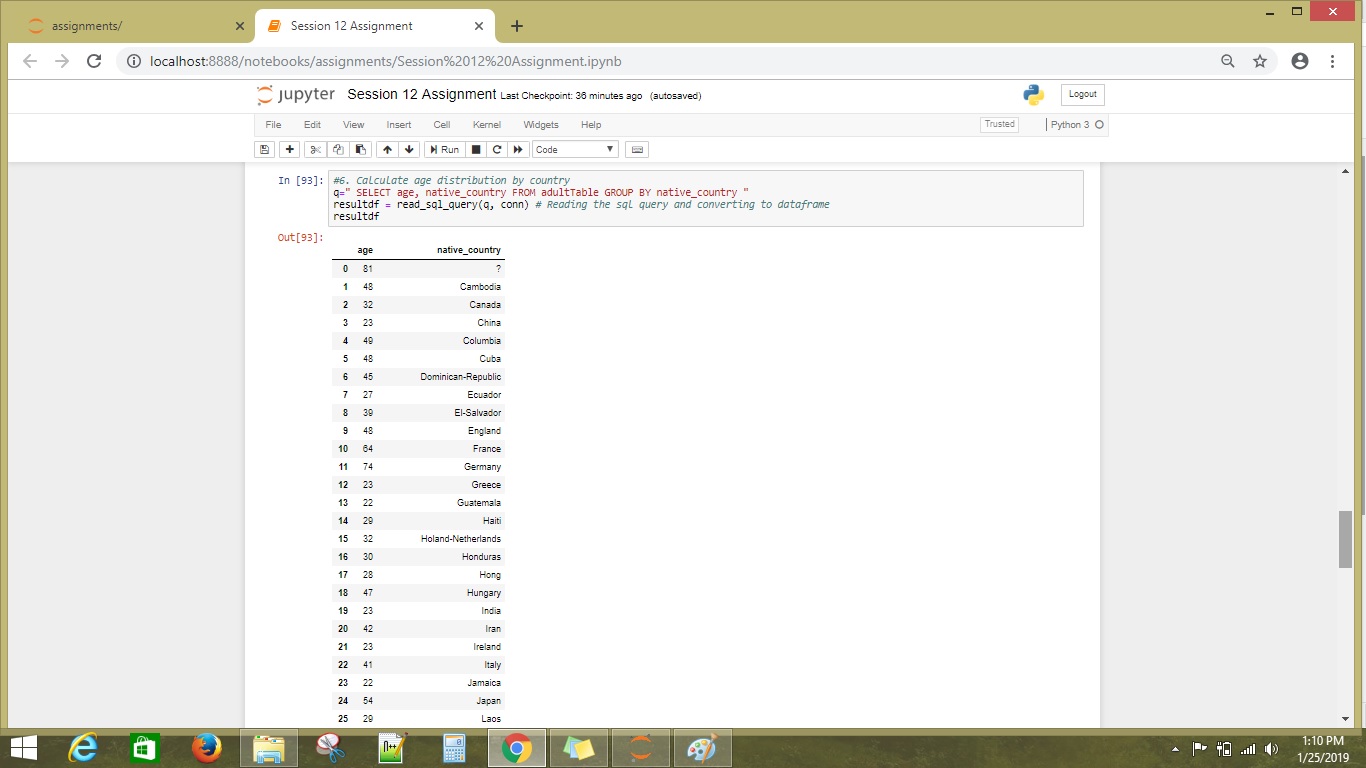 assignments/
Session 12 Assignment
localhost:8888/notebooks/assignments/Session%2012%20Assignment.ipynb
jupyter Session 12 Assignment Last Checkpoint: 36 minutes ago (autosaved)
Logout
File Edit View Insert Cell Kernel Widgets Help
Trusted
Python 3
Run
Code
In [93]:
#6. Calculate age distribution by country
q=" SELECT age, native_country FROM adultTable GROUP BY native_country "
resultdf = read_sql_query(q, conn) # Reading the sql query and converting to dataframe
resultdf
Out[93]:
age native_country
0 81 ?
1 48 Cambodia
2 32 Canada
3 23 China
4 49 Columbia
5 48 Cuba
6 45 Dominican-Republic
7 27 Ecuador
8 39 El-Salvador
9 48 England
10 64 France
11 74 Germany
12 23 Greece
13 22 Guatemala
14 29 Haiti
15 32 Holand-Netherlands
16 30 Honduras
17 28 Hong
18 47 Hungary
19 23 India
20 42 Iran
21 23 Ireland
22 41 Italy
23 22 Jamaica
24 54 Japan
25 29 Laos
1:10 PM
1/25/2019